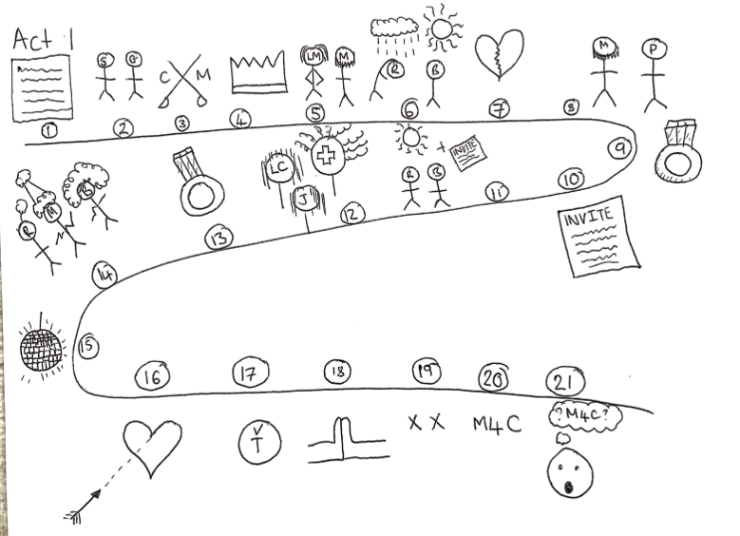 Act 1
S G
C M
LM M
R B
M P
1 2 3 4 5 6 7 8
9
LC
J
+ INVITE
R B
10
11
12
13
14
R M B
INVITE
15
16 17 18 19 20 21
T
X X
M4C
?M4C?